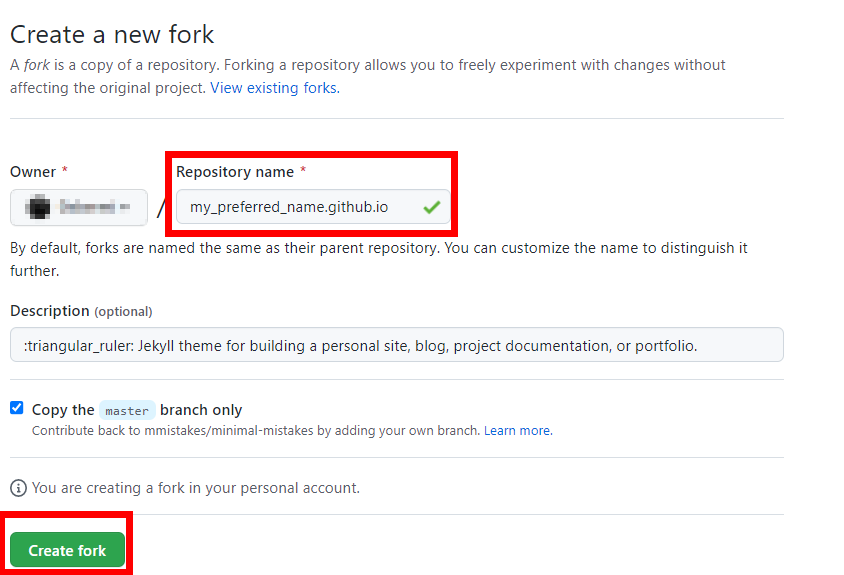 Create a new fork
A fork is a copy of a repository. Forking a repository allows you to freely experiment with changes without
affecting the original project. View existing forks.
Owner * Repository name *
/ my_preferred_name.github.io
By default, forks are named the same as their parent repository. You can customize the name to distinguish it
further.
Description (optional)
:triangular_ruler: Jekyll theme for building a personal site, blog, project documentation, or portfolio.
Copy the master branch only
Contribute back to mmistakes/minimal-mistakes by adding your own branch. Learn more.
You are creating a fork in your personal account.
Create fork